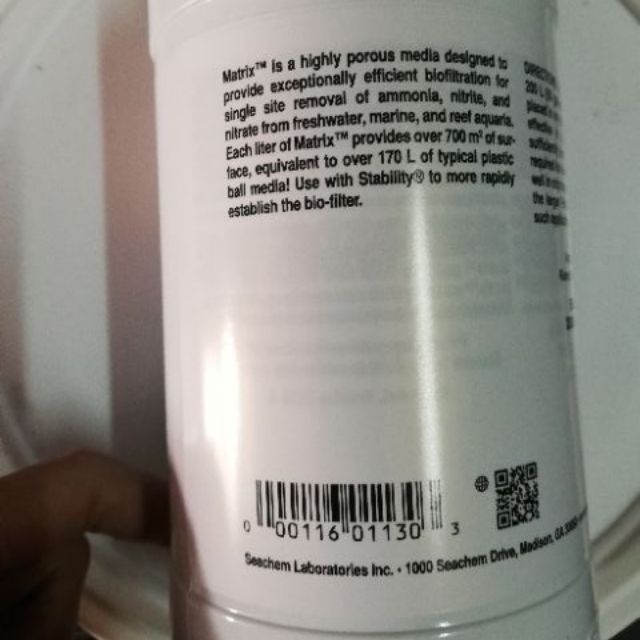 Matrix™ is a highly porous media designed to
provide exceptionally efficient biofiltration for
single site removal of ammonia, nitrite, and
nitrate from freshwater, marine, and reef aquaria.
Each liter of Matrix™ provides over 700 m² of sur-
face, equivalent to over 170 L of typical plastic
ball media! Use with Stability® to more rapidly
establish the bio-filter.
0 00116 01130 3
Seachem Laboratories Inc. • 1000 Seachem Drive, Madison, GA